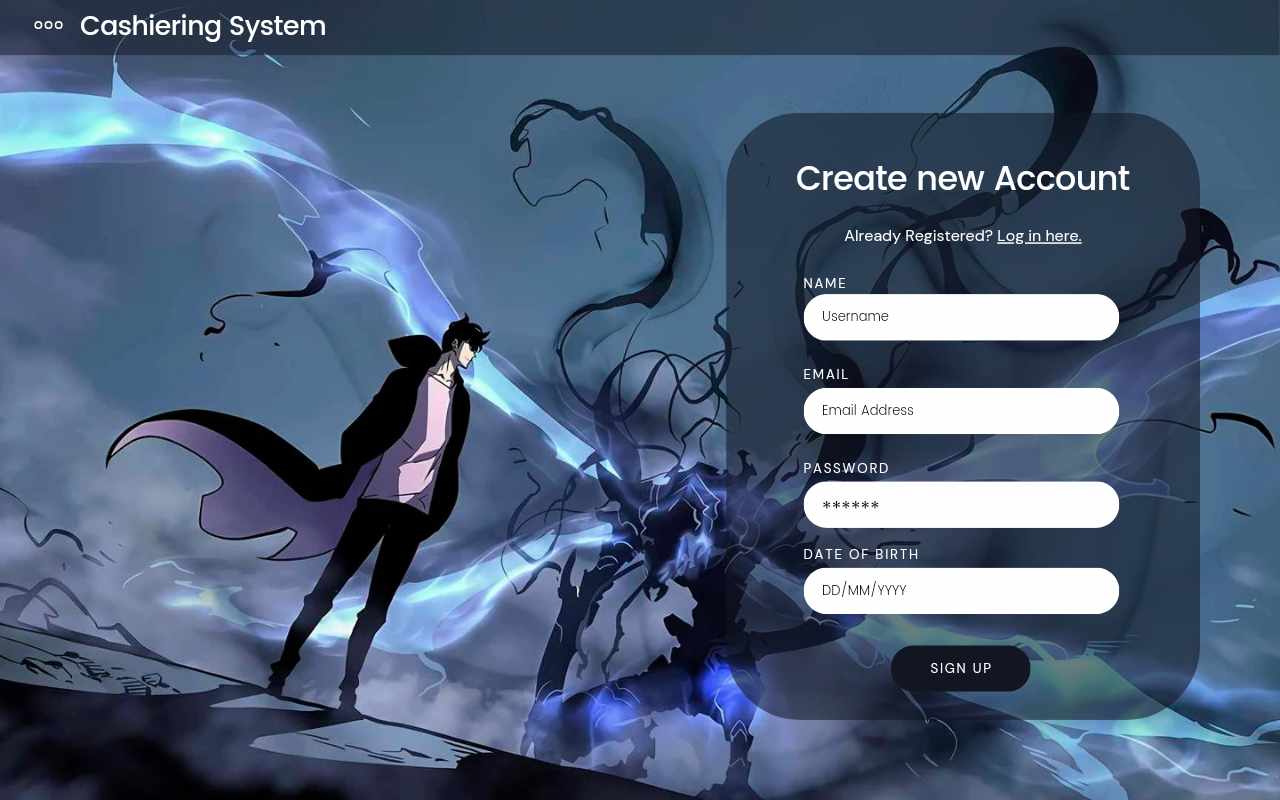 Cashiering System
Create new Account
Already Registered? Log in here.
NAME
Username
EMAIL
Email Address
PASSWORD
******
DATE OF BIRTH
DD/MM/YYYY
SIGN UP